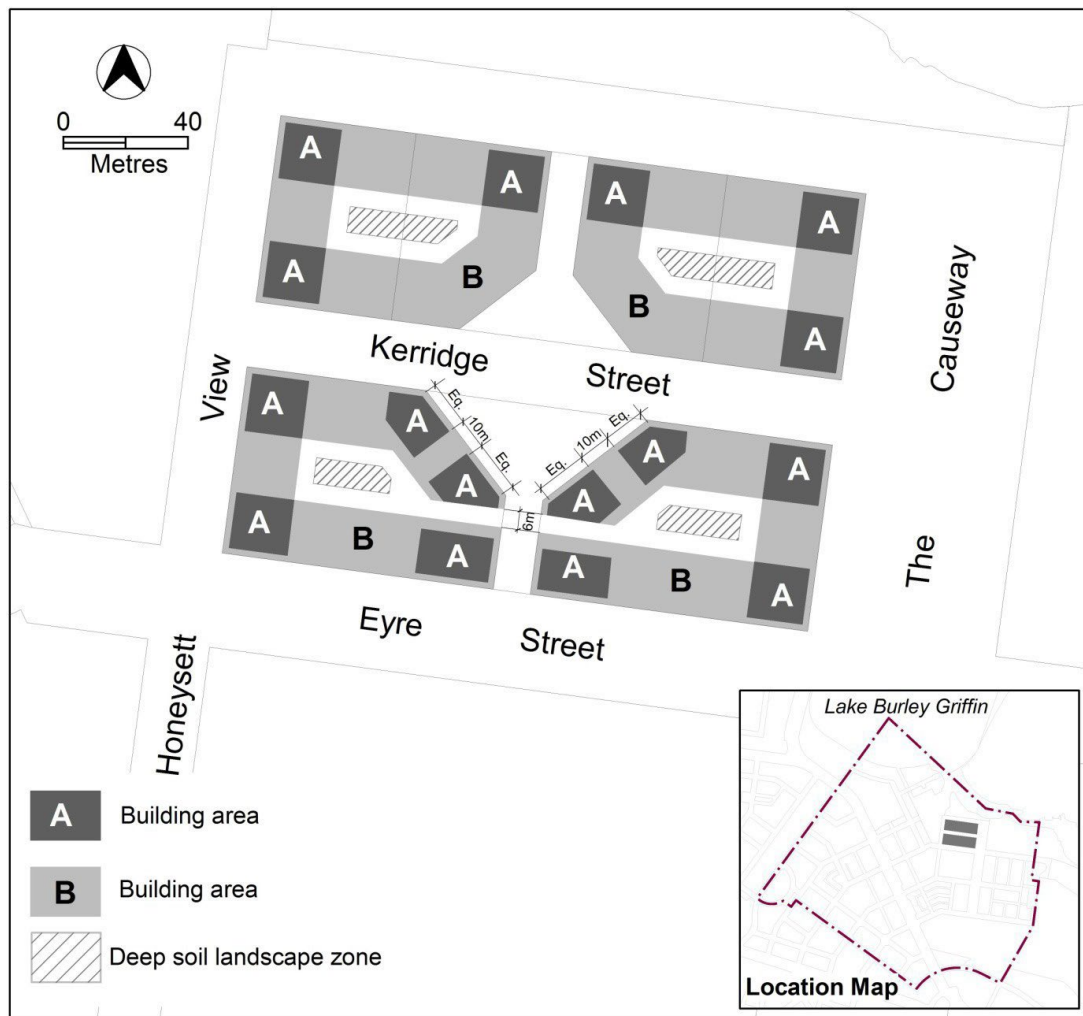 0 40
Metres
A
A
A
B
A
A
A
B
Kerridge Street
View
Causeway
The
A
A
A
A
A
B
Eq.
10m
Eq.
Eq.
10m
Eq.
6m
A
A
A
A
A
B
Eyre Street
Honeysett
A Building area
B Building area
Deep soil landscape zone
Lake Burley Griffin
Location Map